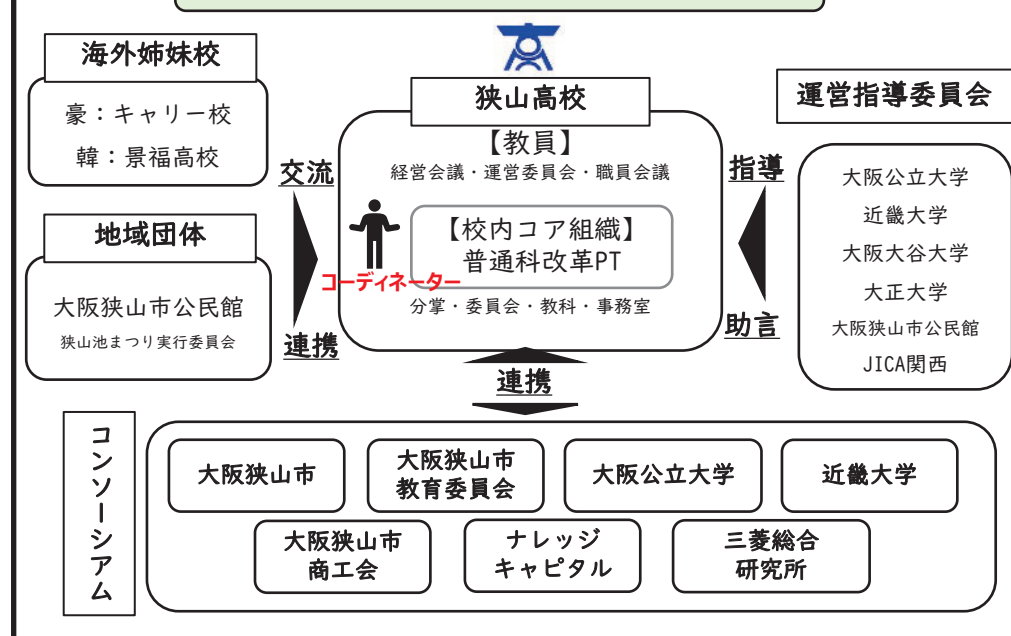 海外姉妹校
豪：キャリー校
韓：景福高校
地域団体
大阪狭山市公民館
狭山池まつり実行委員会
交流
連携
狭山高校
【教員】
経営会議・運営委員会・職員会議
【校内コア組織】
普通科改革PT
コーディネーター
分掌・委員会・教科・事務室
指導
助言
運営指導委員会
大阪公立大学
近畿大学
大阪大谷大学
大正大学
大阪狭山市公民館
JICA関西
連携
コンソーシアム
大阪狭山市
大阪狭山市
教育委員会
大阪公立大学
近畿大学
大阪狭山市
商工会
ナレッジ
キャピタル
三菱総合
研究所